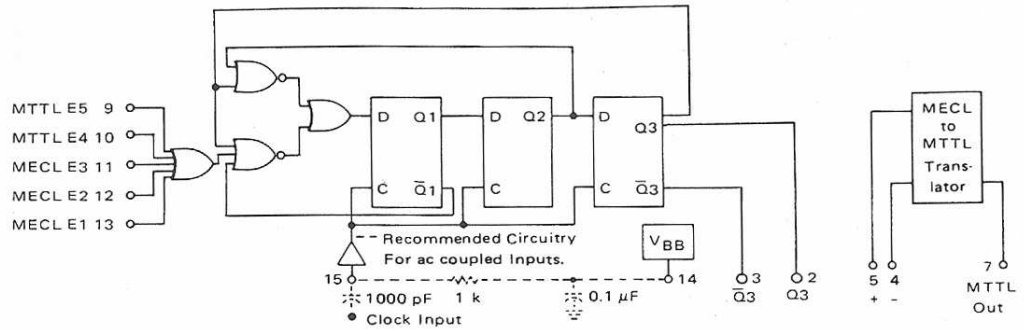 MTTL E5 9
MTTL E4 10
MECL E3 11
MECL E2 12
MECL E1 13
D Q1
C Q̅1
D Q2
C
D Q3
C Q̅3
Recommended Circuitry
For ac coupled Inputs.
15
1000 pF
1 k
0.1 μF
Clock Input
VBB
14
3
Q̅3
2
Q3
MECL
to
MTTL
Trans-
lator
5 4
+ -
7
MTTL
Out